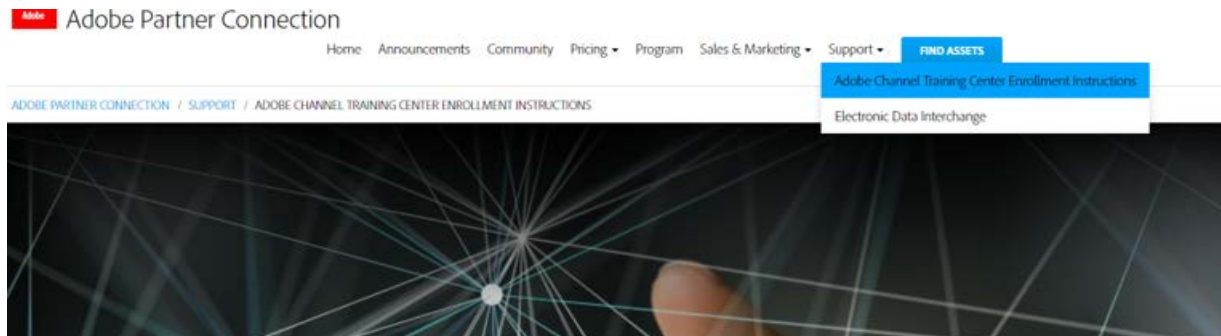 Adobe
Adobe Partner Connection
Home Announcements Community Pricing Program Sales & Marketing Support FIND ASSETS
Adobe Channel Training Center Enrollment Instructions
ADOBE PARTNER CONNECTION / SUPPORT / ADOBE CHANNEL TRAINING CENTER ENROLLMENT INSTRUCTIONS
Electronic Data Interchange